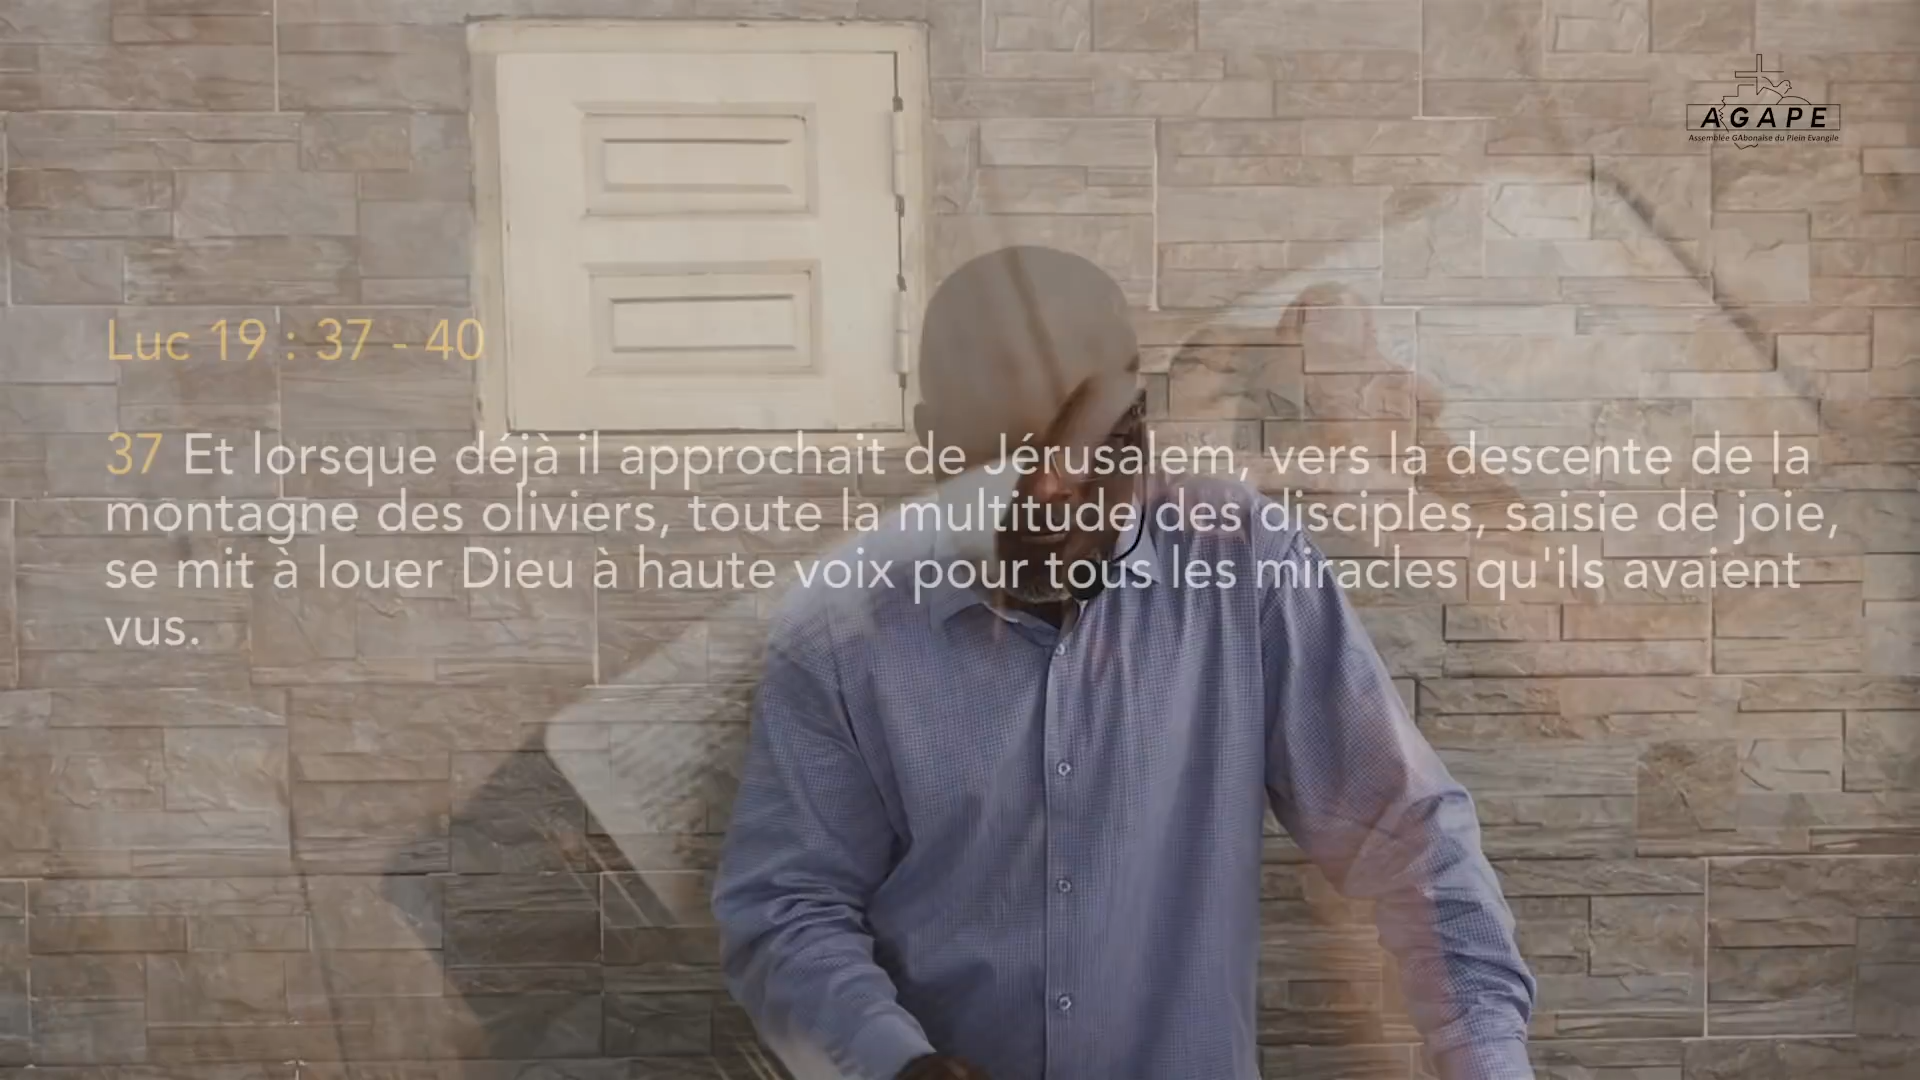 AGAPE
Assemblée GAbonaise du Plein Evangile
Luc 19 : 37 - 40
37 Et lorsque déjà il approchait de Jérusalem, vers la descente de la
montagne des oliviers, toute la multitude des disciples, saisie de joie,
se mit à louer Dieu à haute voix pour tous les miracles qu'ils avaient
vus.